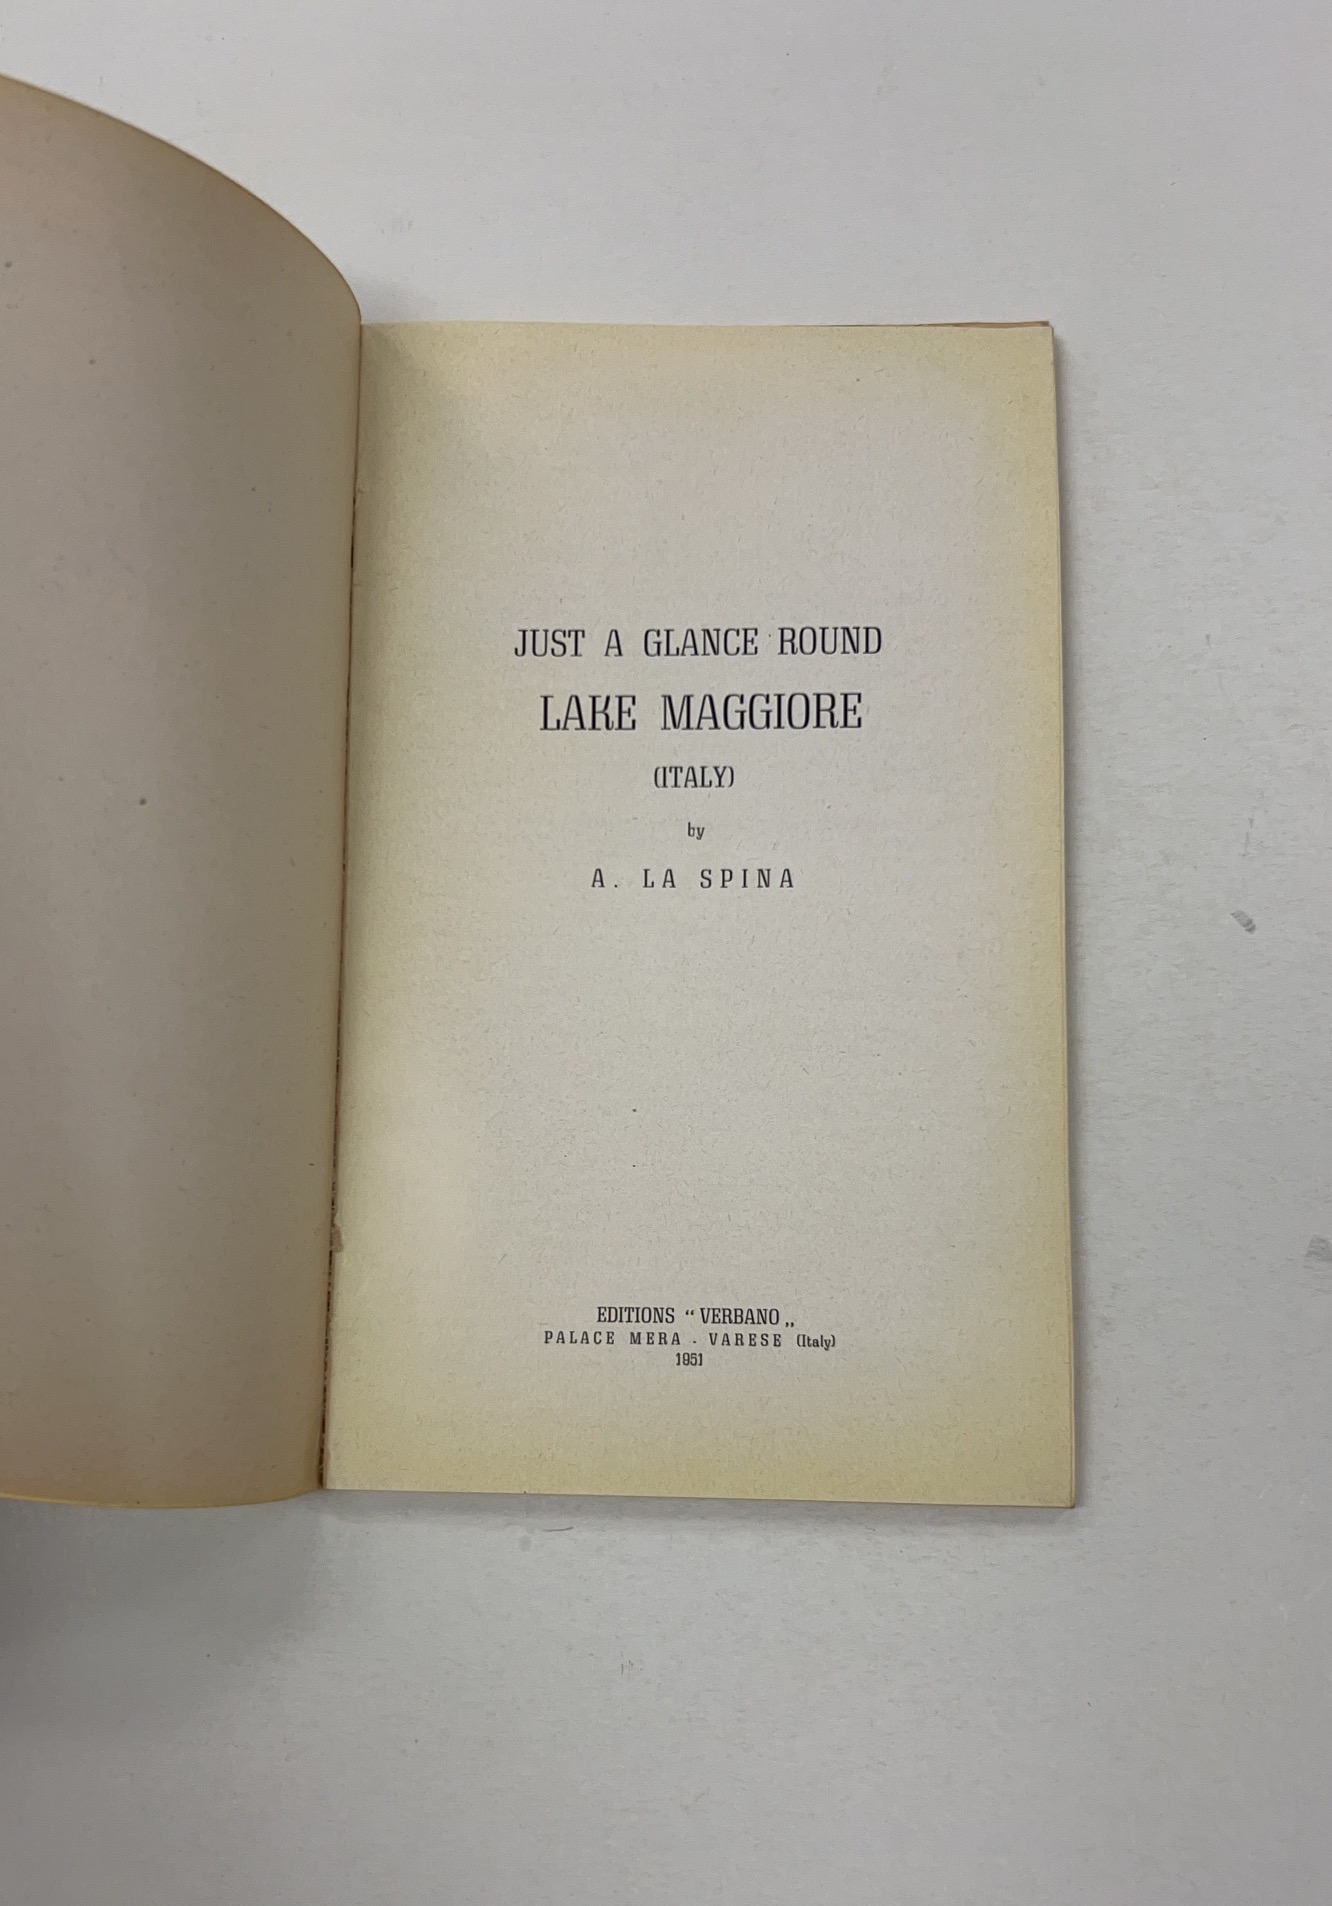 JUST A GLANCE ROUND
LAKE MAGGIORE
(ITALY)
by
A. LA SPINA
EDITIONS “ VERBANO „
PALACE MERA - VARESE (Italy)
1951